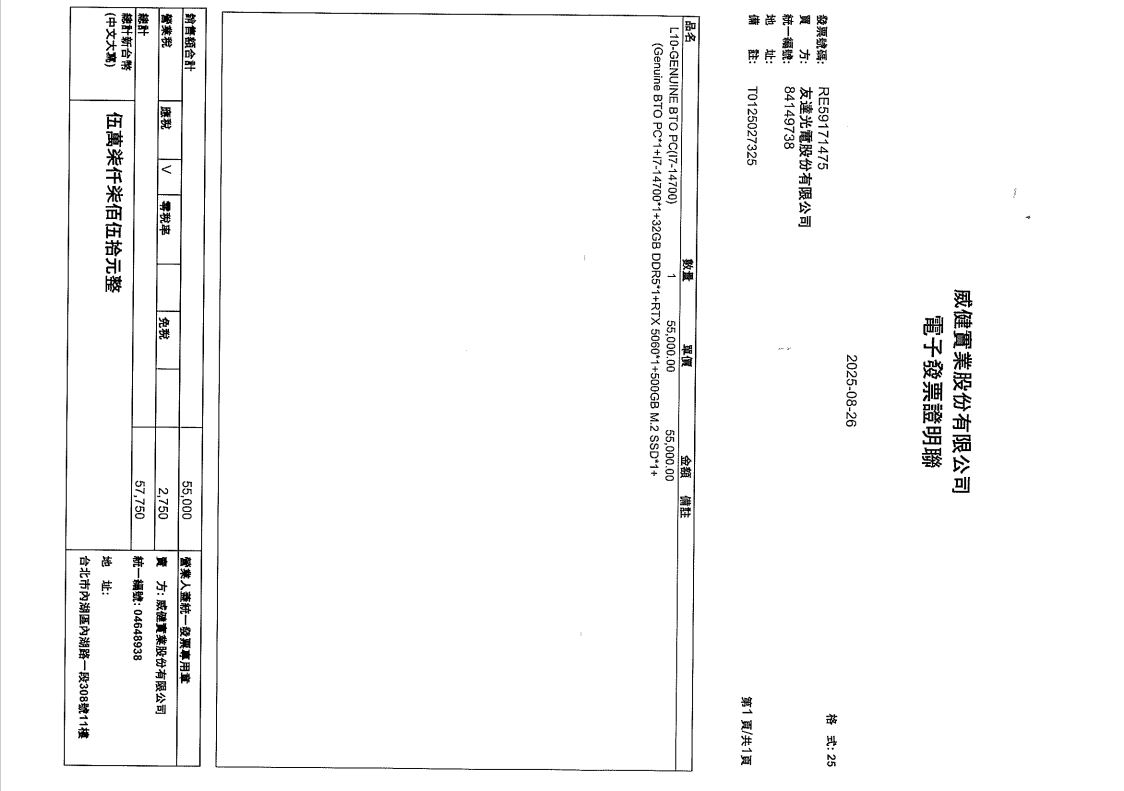 威健實業股份有限公司
電子發票證明聯
2025-08-26
格 式: 25
發票號碼: RE59171475
買 方: 友達光電股份有限公司
統一編號: 84149738
地 址:
備 註: T0125027325
第1 頁/共1頁
品名 數量 單價 金額 備註
L10-GENUINE BTO PC(I7-14700) 1 55,000.00 55,000.00
(Genuine BTO PC*1+I7-14700*1+32GB DDR5*1+RTX 5060*1+500GB M.2 SSD*1+
銷售額合計 55,000 營業人蓋統一發票專用章
營業稅 應稅 V 零稅率 免稅 2,750
賣 方: 威健實業股份有限公司
總計 57,750
統一編號: 04648938
總計新台幣
(中文大寫) 伍萬柒仟柒佰伍拾元整
地 址:
台北市內湖區內湖路一段308號11樓